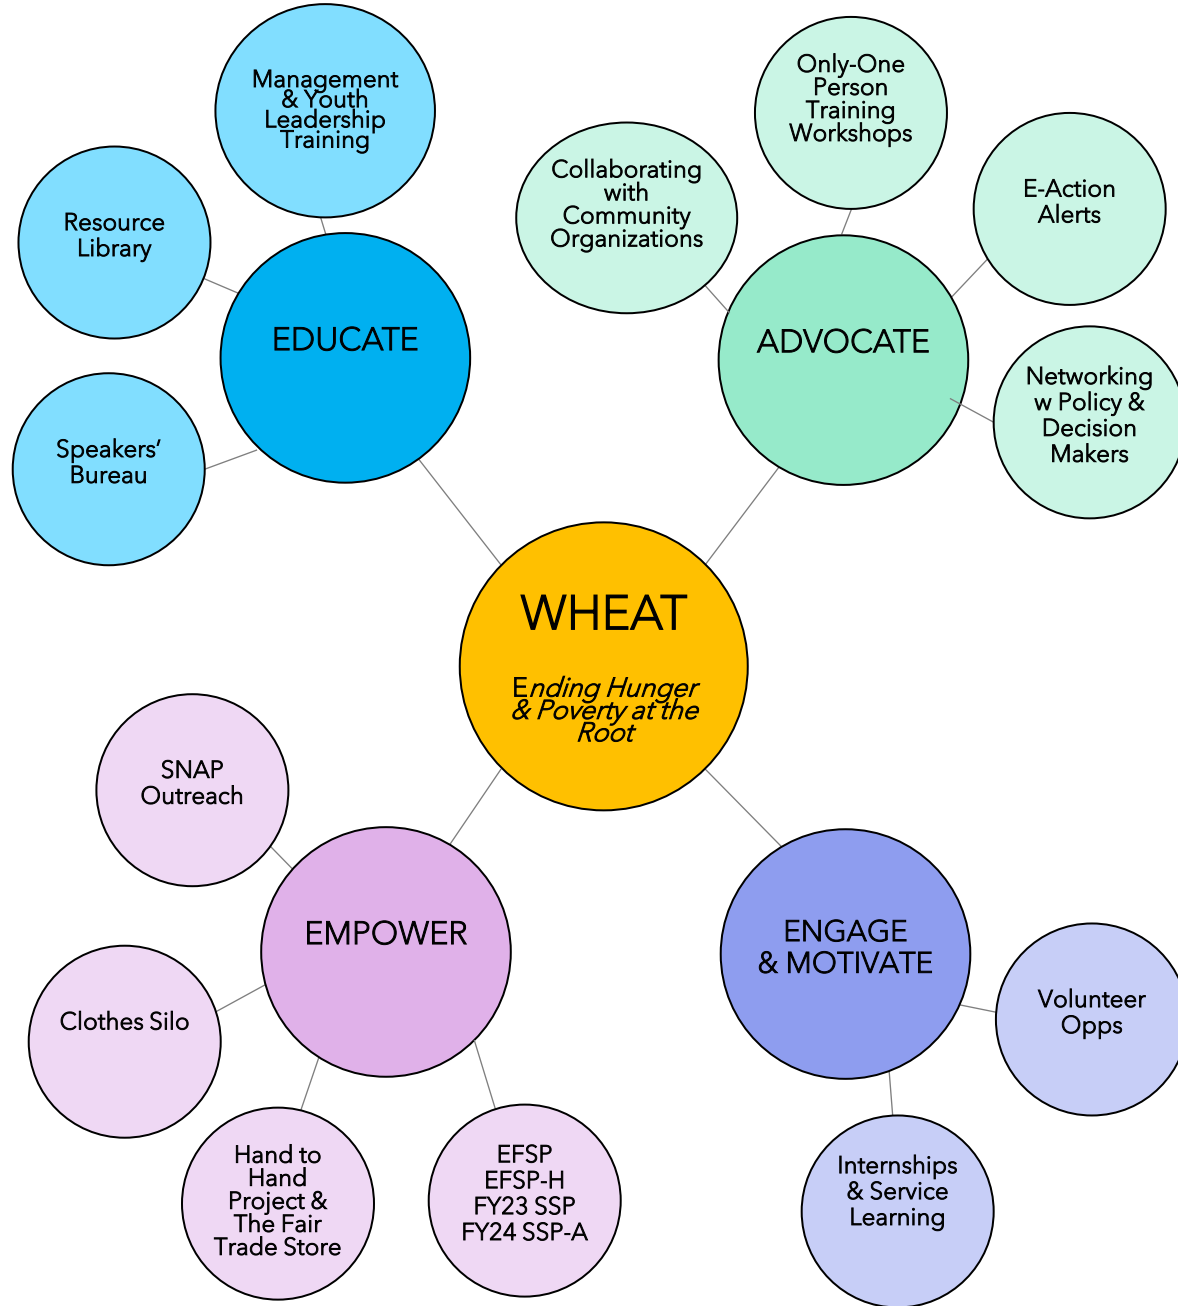 Management
& Youth
Leadership
Training
Resource
Library
Speakers’
Bureau
EDUCATE
Collaborating
with
Community
Organizations
Only-One
Person
Training
Workshops
E-Action
Alerts
Networking
w Policy &
Decision
Makers
ADVOCATE
WHEAT
Ending Hunger
& Poverty at the
Root
SNAP
Outreach
Clothes Silo
Hand to
Hand
Project &
The Fair
Trade Store
EFSP
EFSP-H
FY23 SSP
FY24 SSP-A
EMPOWER
ENGAGE
& MOTIVATE
Volunteer
Opps
Internships
& Service
Learning